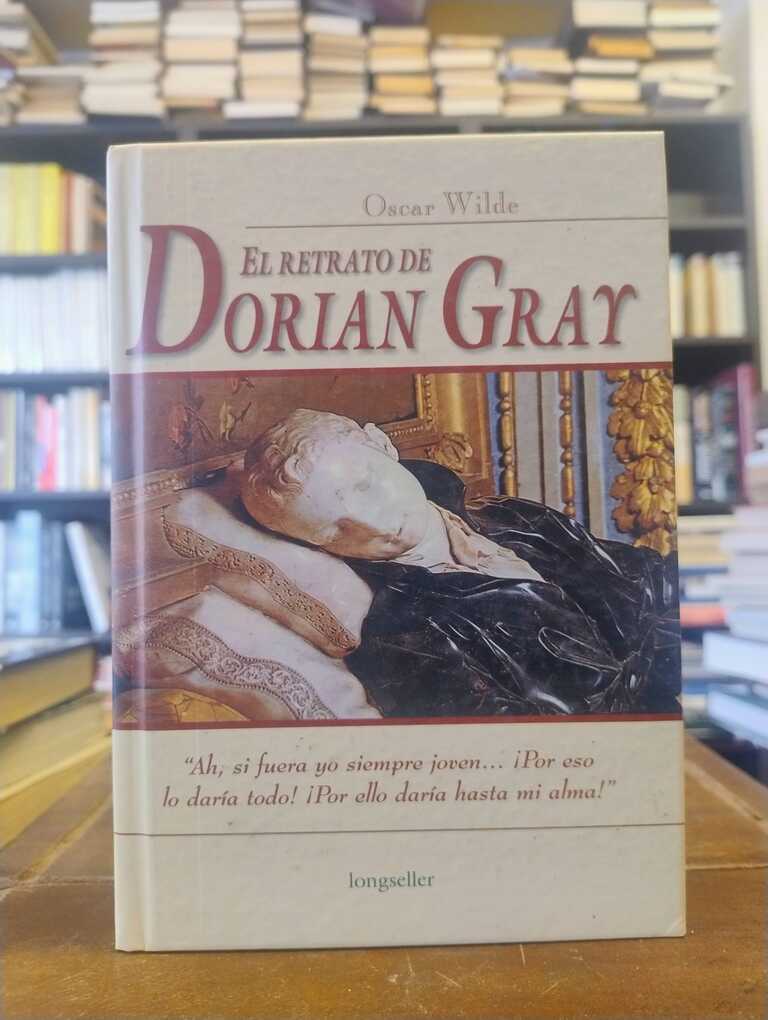 Oscar Wilde
EL RETRATO DE
DORIAN GRAY
“Ah, si fuera yo siempre joven... ¡Por eso
lo daría todo! ¡Por ello daría hasta mi alma!”
longseller